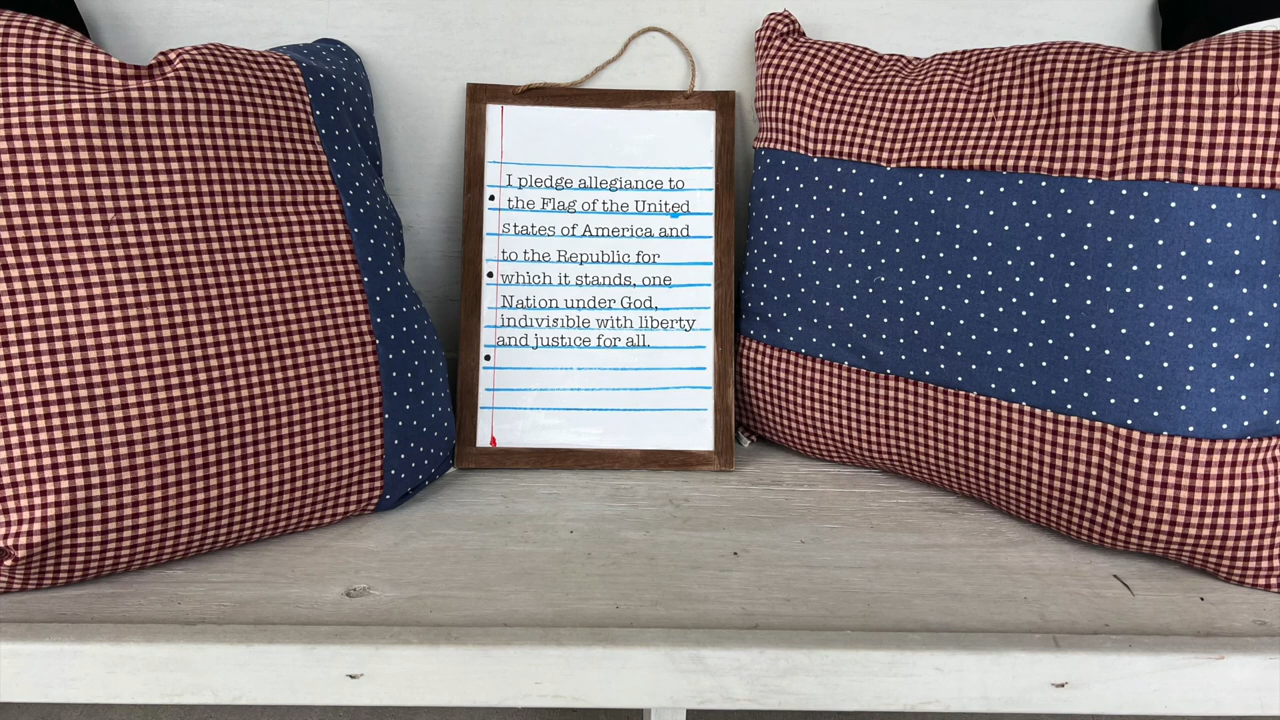 I pledge allegiance to
the Flag of the United
States of America and
to the Republic for
which it stands, one
Nation under God,
indivisible with liberty
and justice for all.